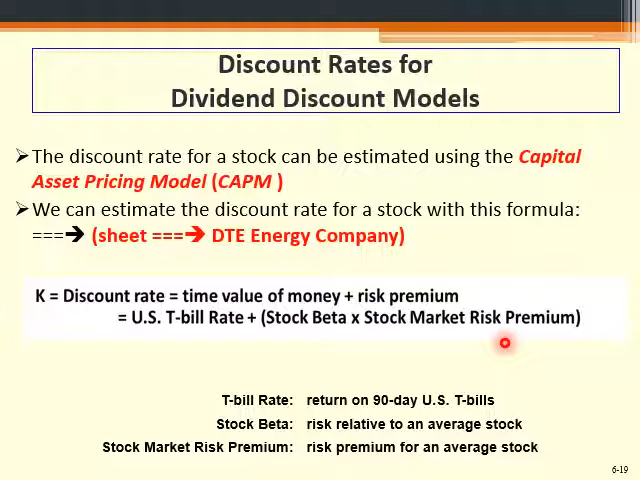 Discount Rates for
Dividend Discount Models
➢The discount rate for a stock can be estimated using the Capital
Asset Pricing Model (CAPM )
➢We can estimate the discount rate for a stock with this formula:
===➔ (sheet ===➔ DTE Energy Company)
K = Discount rate = time value of money + risk premium
= U.S. T-bill Rate + (Stock Beta x Stock Market Risk Premium)
T-bill Rate: return on 90-day U.S. T-bills
Stock Beta: risk relative to an average stock
Stock Market Risk Premium: risk premium for an average stock
6-19